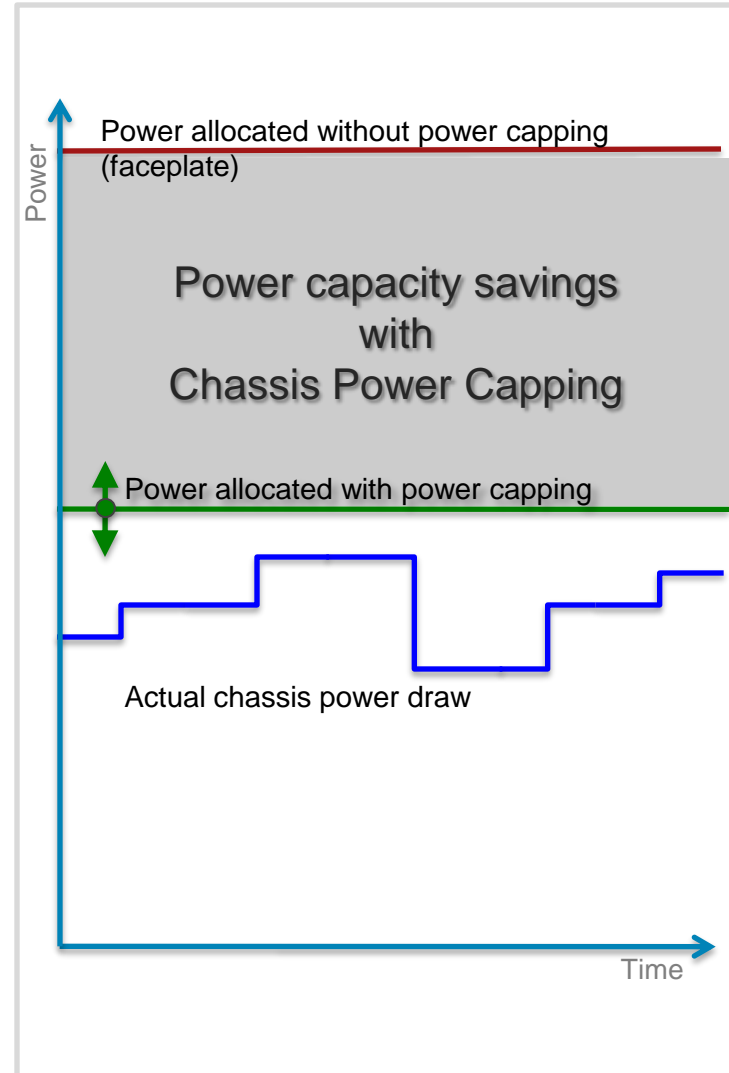 Power allocated without power capping
(faceplate)
Power
Power capacity savings
with
Chassis Power Capping
Power allocated with power capping
Actual chassis power draw
Time